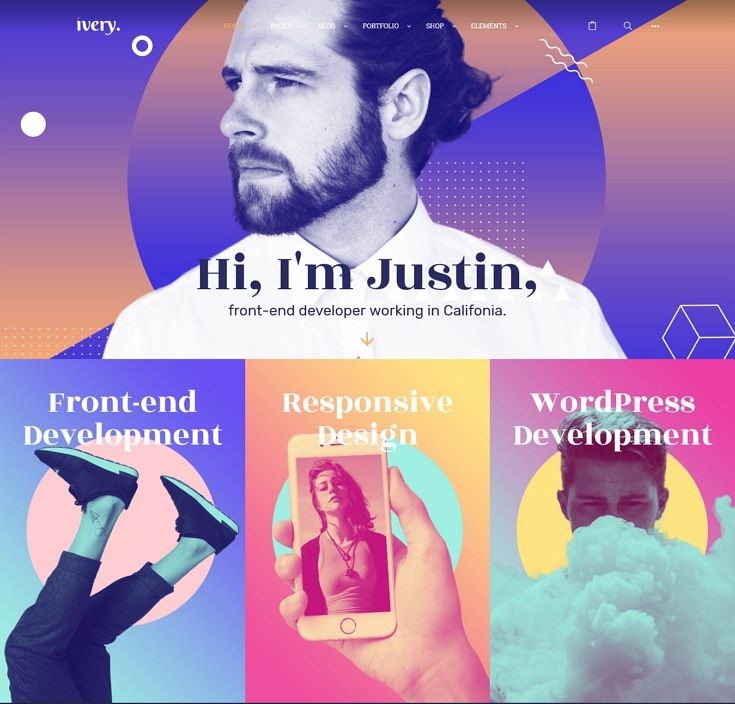 ivery.
HOME PAGES BLOG PORTFOLIO SHOP ELEMENTS
Hi, I'm Justin,
front-end developer working in Califonia.
Front-end
Development
Responsive
Design
WordPress
Development